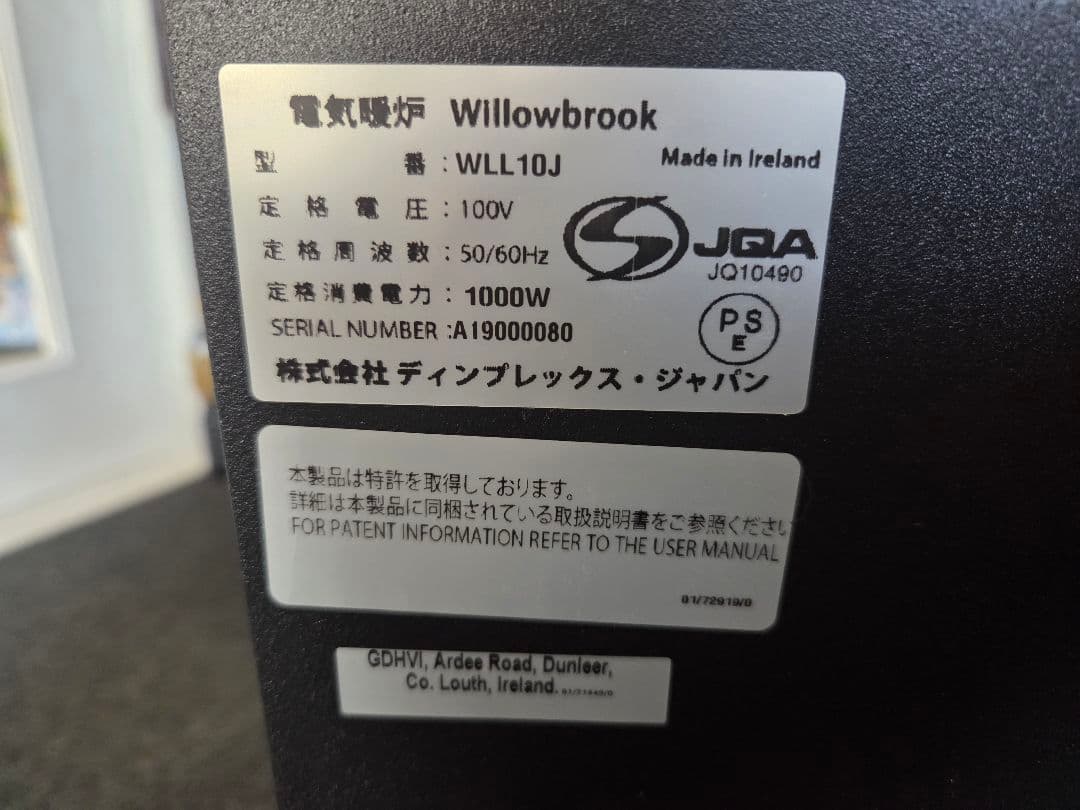 電気暖炉 Willowbrook
型 番 : WLL10J
Made in Ireland
定格電圧 : 100V
定格周波数 : 50/60Hz
JQA
JQ10490
定格消費電力 : 1000W
PS
E
SERIAL NUMBER :A19000080
株式会社 ディンプレックス・ジャパン
本製品は特許を取得しております。
詳細は本製品に同梱されている取扱説明書をご参照くださ
FOR PATENT INFORMATION REFER TO THE USER MANUAL
01/72919/0
GDHVI, Ardee Road, Dunleer,
Co. Louth, Ireland.